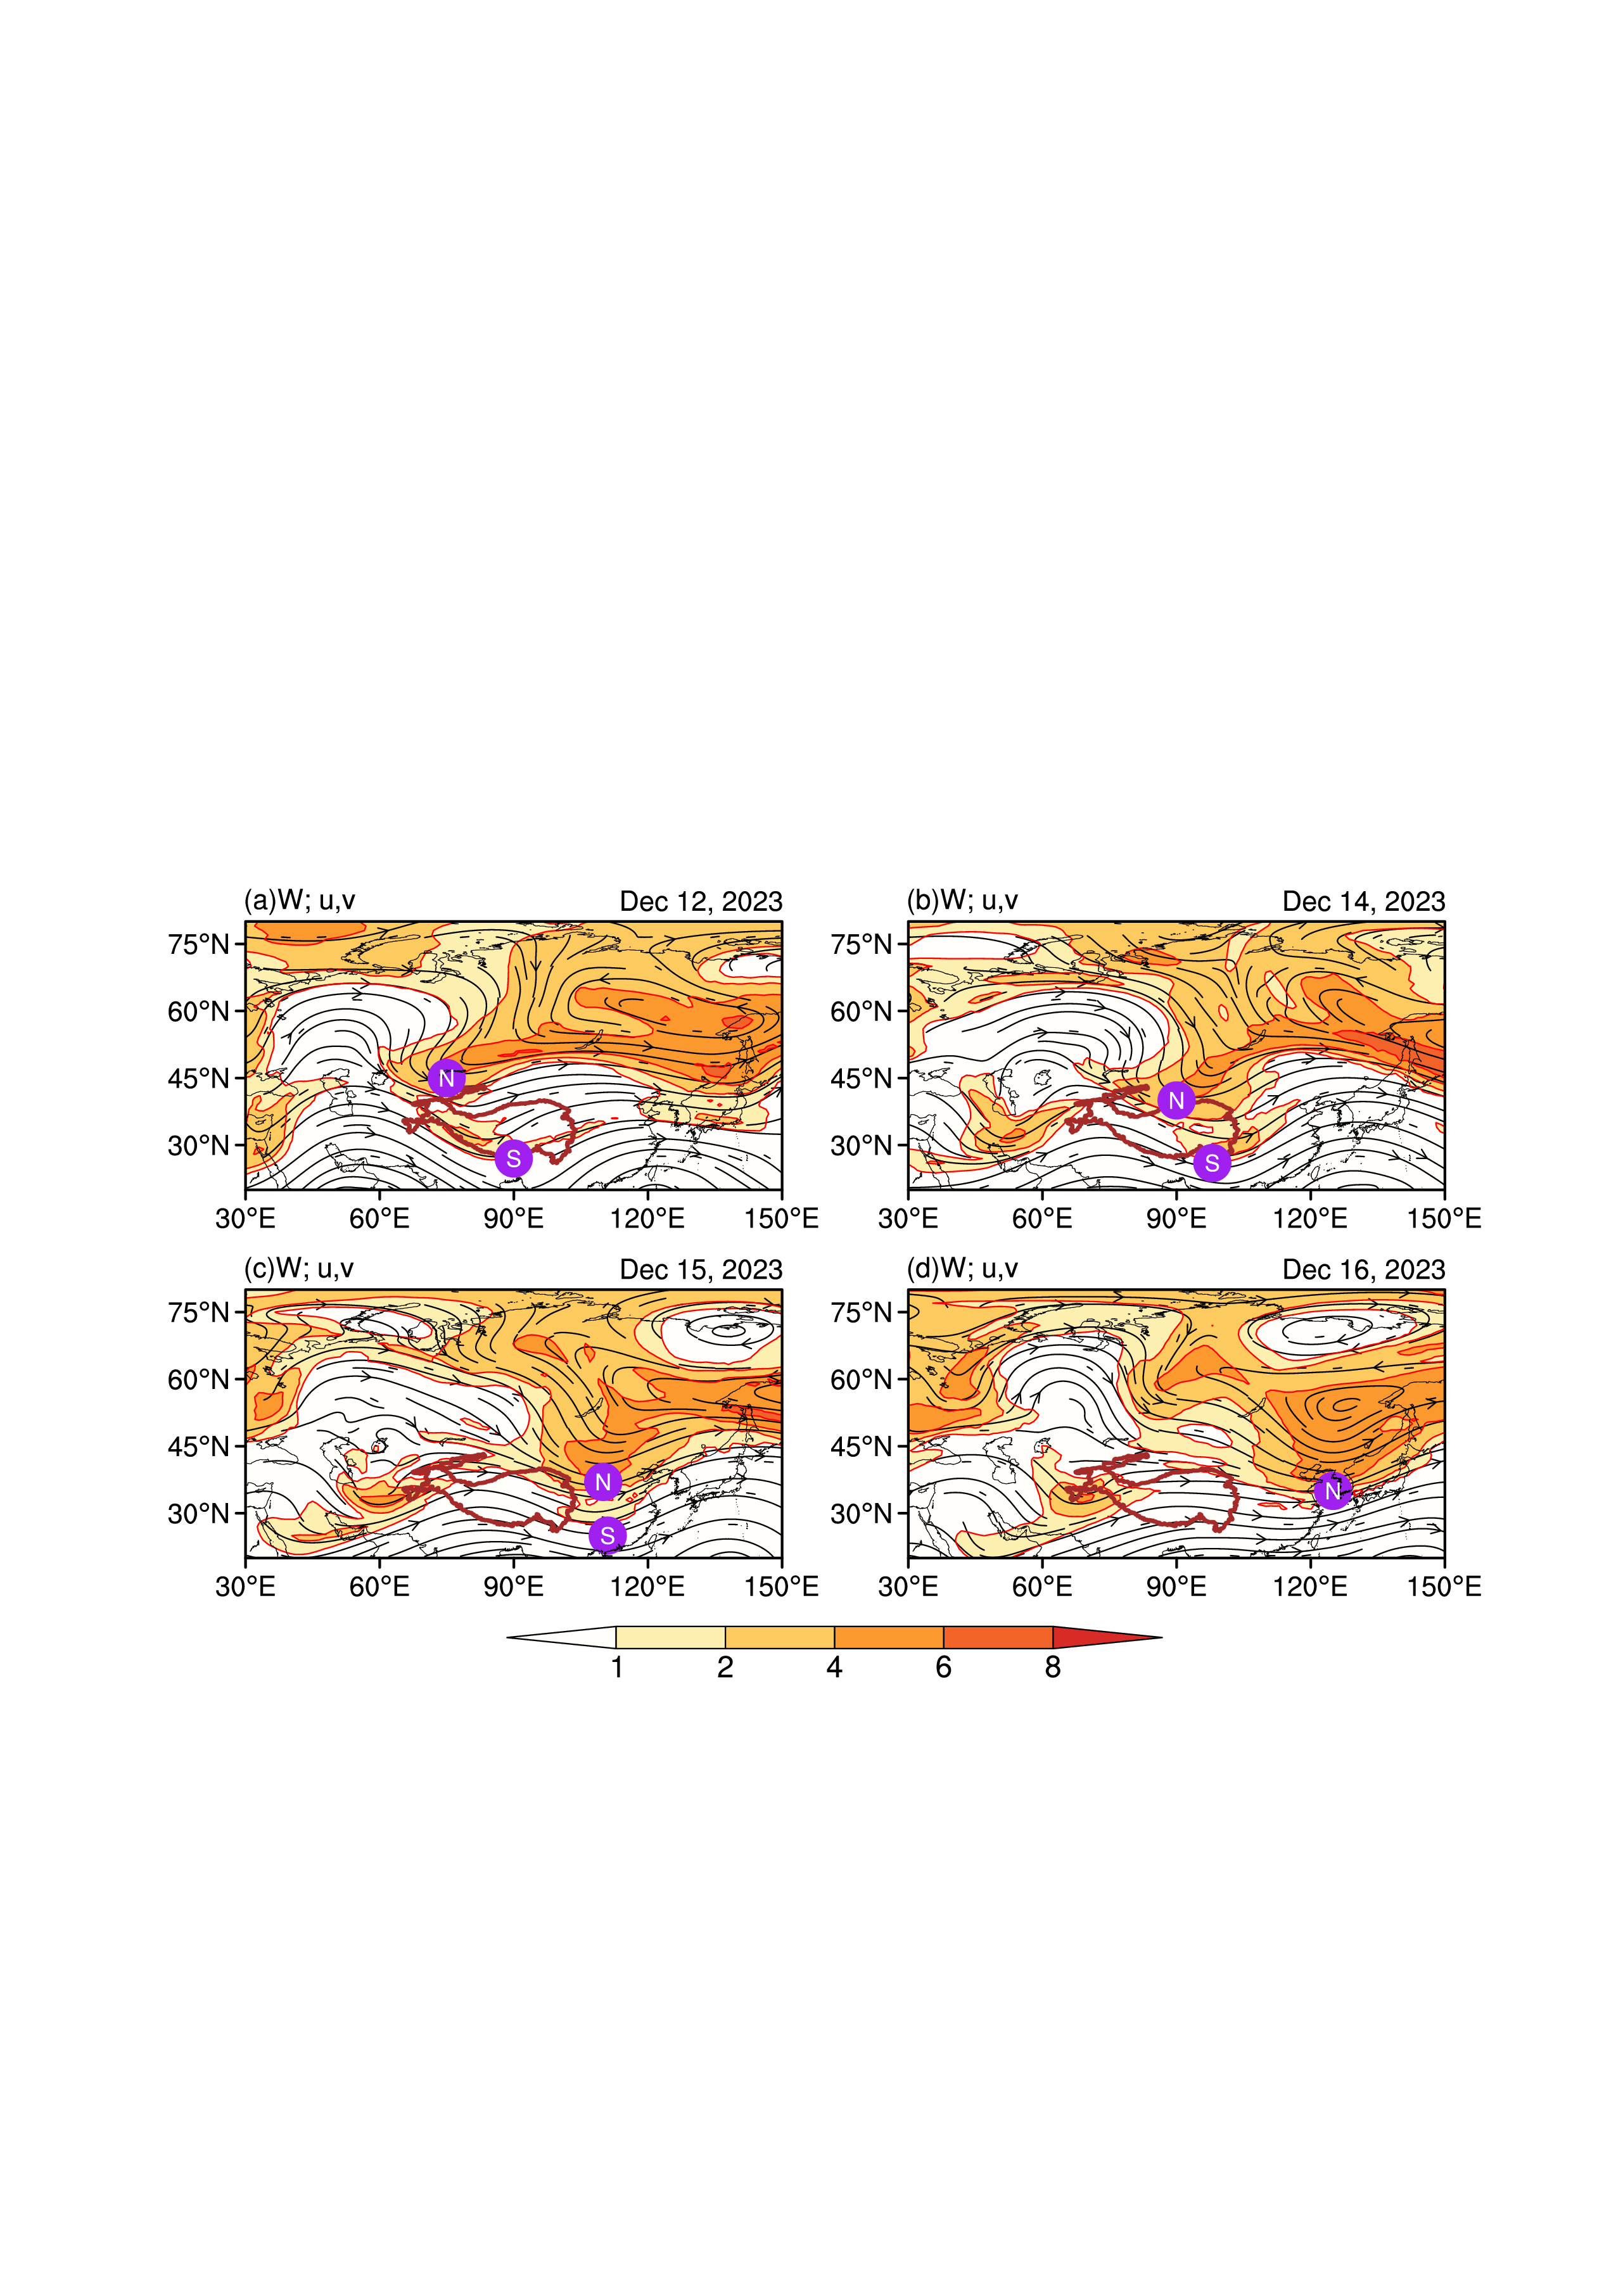 (a)W; u,v Dec 12, 2023
75°N
60°N
45°N
30°N
N
S
30°E 60°E 90°E 120°E 150°E
(b)W; u,v Dec 14, 2023
75°N
60°N
45°N
30°N
N
S
30°E 60°E 90°E 120°E 150°E
(c)W; u,v Dec 15, 2023
75°N
60°N
45°N
30°N
N
S
30°E 60°E 90°E 120°E 150°E
(d)W; u,v Dec 16, 2023
75°N
60°N
45°N
30°N
N
30°E 60°E 90°E 120°E 150°E
1 2 4 6 8